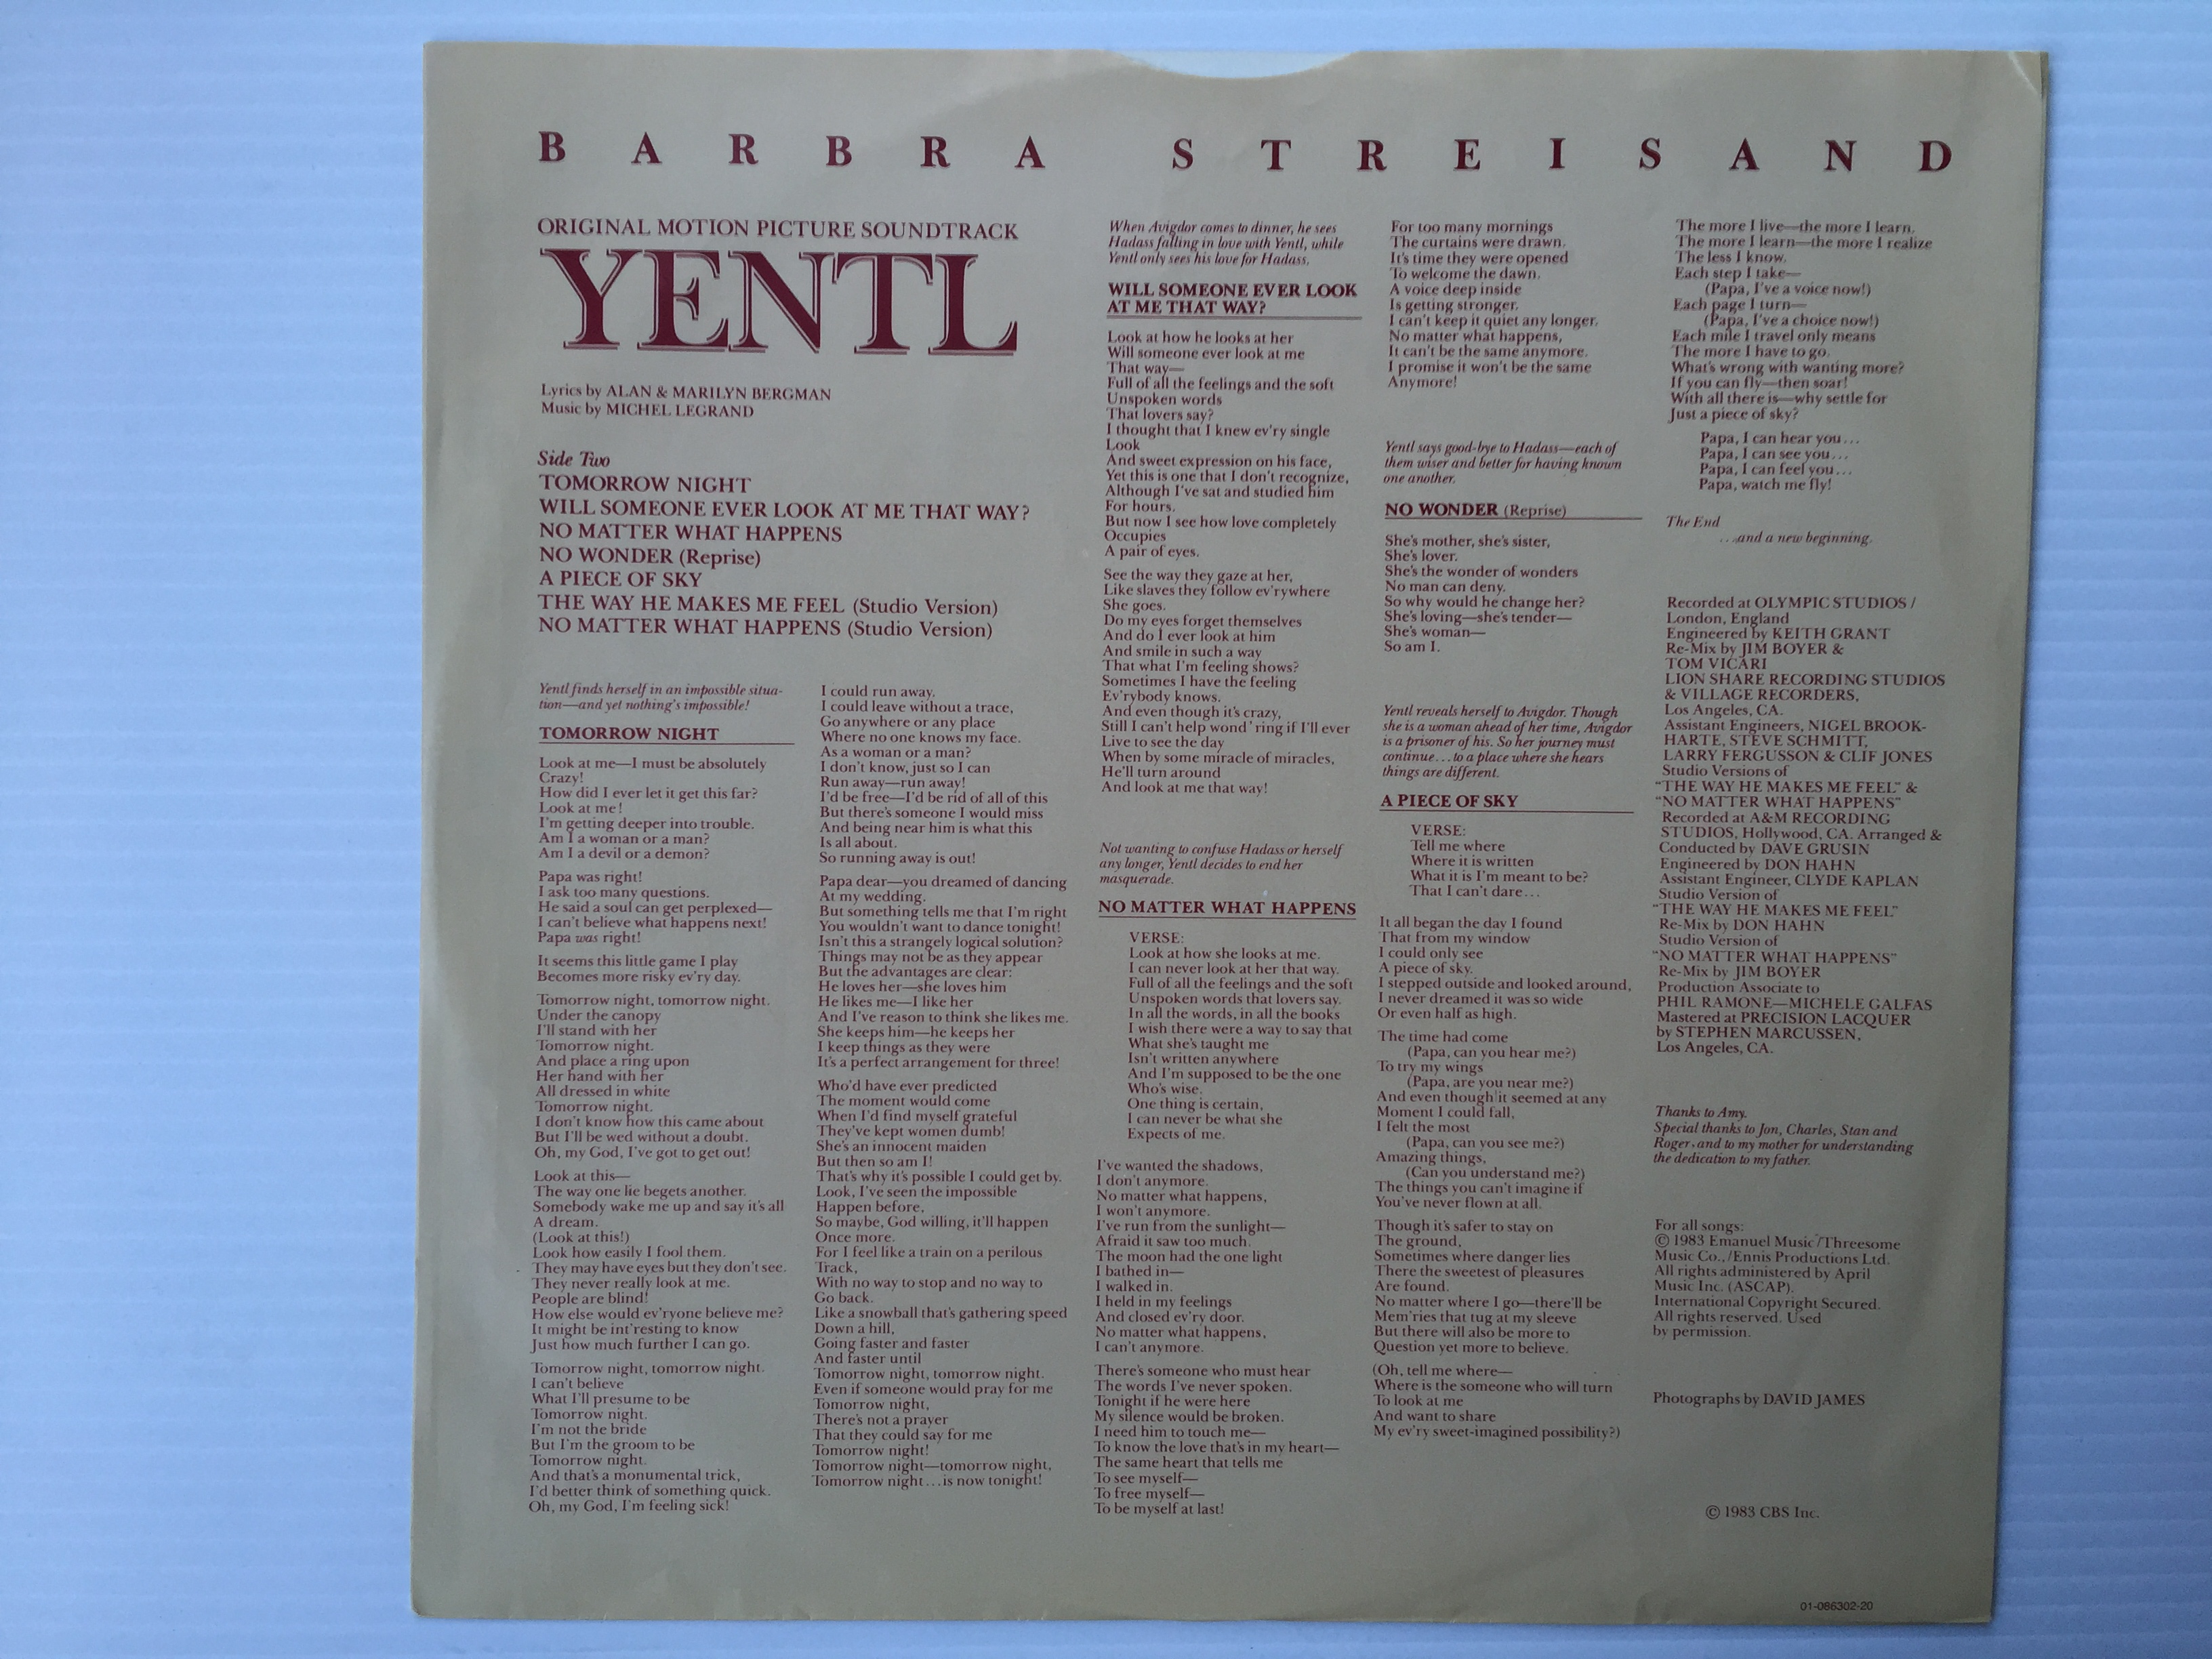 BARBRA STREISAND
ORIGINAL MOTION PICTURE SOUNDTRACK
YENTL
Lyrics by ALAN & MARILYN BERGMAN
Music by MICHEL LEGRAND
Side Two
TOMORROW NIGHT
WILL SOMEONE EVER LOOK AT ME THAT WAY?
NO MATTER WHAT HAPPENS
NO WONDER (Reprise)
A PIECE OF SKY
THE WAY HE MAKES ME FEEL (Studio Version)
NO MATTER WHAT HAPPENS (Studio Version)
Yentl finds herself in an impossible situa-
tion—and yet nothing's impossible!
TOMORROW NIGHT
Look at me—I must be absolutely
Crazy!
How did I ever let it get this far?
Look at me!
I'm getting deeper into trouble.
Am I a woman or a man?
Am I a devil or a demon?
Papa was right!
I ask too many questions.
He said a soul can get perplexed—
I can't believe what happens next!
Papa was right!
It seems this little game I play
Becomes more risky ev'ry day.
Tomorrow night, tomorrow night.
Under the canopy
I'll stand with her
Tomorrow night.
And place a ring upon
Her hand with her
All dressed in white
Tomorrow night.
I don't know how this came about
But I'll be wed without a doubt.
Oh, my God, I've got to get out!
Look at this—
The way one lie begets another.
Somebody wake me up and say it's all
A dream.
(Look at this!)
Look how easily I fool them.
They may have eyes but they don't see.
They never really look at me.
People are blind!
How else would ev'ryone believe me?
It might be int'resting to know
Just how much further I can go.
Tomorrow night, tomorrow night.
I can't believe
What I'll presume to be
Tomorrow night.
I'm not the bride
But I'm the groom to be
Tomorrow night.
And that's a monumental trick,
I'd better think of something quick.
Oh, my God, I'm feeling sick!
I could run away.
I could leave without a trace,
Go anywhere or any place
Where no one knows my face.
As a woman or a man?
I don't know, just so I can
Run away—run away!
I'd be free—I'd be rid of all of this
But there's someone I would miss
And being near him is what this
Is all about.
So running away is out!
Papa dear—you dreamed of dancing
At my wedding.
But something tells me that I'm right
You wouldn't want to dance tonight!
Isn't this a strangely logical solution?
Things may not be as they appear
But the advantages are clear:
He loves her—she loves him
He likes me—I like her
And I've reason to think she likes me.
She keeps him—he keeps her
I keep things as they were
It's a perfect arrangement for three!
Who'd have ever predicted
The moment would come
When I'd find myself grateful
They've kept women dumb!
She's an innocent maiden
But then so am I!
That's why it's possible I could get by.
Look, I've seen the impossible
Happen before,
So maybe, God willing, it'll happen
Once more.
For I feel like a train on a perilous
Track,
With no way to stop and no way to
Go back.
Like a snowball that's gathering speed
Down a hill,
Going faster and faster
And faster until
Tomorrow night, tomorrow night.
Even if someone would pray for me
Tomorrow night,
There's not a prayer
That they could say for me
Tomorrow night!
Tomorrow night—tomorrow night,
Tomorrow night...is now tonight!
When Avigdor comes to dinner, he sees
Hadass falling in love with Yentl, while
Yentl only sees his love for Hadass.
WILL SOMEONE EVER LOOK
AT ME THAT WAY?
Look at how he looks at her
Will someone ever look at me
That way—
Full of all the feelings and the soft
Unspoken words
That lovers say?
I thought that I knew ev'ry single
Look
And sweet expression on his face,
Yet this is one that I don't recognize,
Although I've sat and studied him
For hours.
But now I see how love completely
Occupies
A pair of eyes.
See the way they gaze at her,
Like slaves they follow ev'rywhere
She goes.
Do my eyes forget themselves
And do I ever look at him
And smile in such a way
That what I'm feeling shows?
Sometimes I have the feeling
Ev'rybody knows.
And even though it's crazy,
Still I can't help wond'ring if I'll ever
Live to see the day
When by some miracle of miracles,
He'll turn around
And look at me that way!
Not wanting to confuse Hadass or herself
any longer, Yentl decides to end her
masquerade.
NO MATTER WHAT HAPPENS
VERSE:
Look at how she looks at me.
I can never look at her that way.
Full of all the feelings and the soft
Unspoken words that lovers say.
In all the words, in all the books
I wish there were a way to say that
What she's taught me
Isn't written anywhere
And I'm supposed to be the one
Who's wise.
One thing is certain,
I can never be what she
Expects of me.
I've wanted the shadows,
I don't anymore.
No matter what happens,
I won't anymore.
I've run from the sunlight—
Afraid it saw too much.
The moon had the one light
I bathed in—
I walked in.
I held in my feelings
And closed ev'ry door.
No matter what happens,
I can't anymore.
There's someone who must hear
The words I've never spoken.
Tonight if he were here
My silence would be broken.
I need him to touch me—
To know the love that's in my heart—
The same heart that tells me
To see myself—
To free myself—
To be myself at last!
For too many mornings
The curtains were drawn.
It's time they were opened
To welcome the dawn.
A voice deep inside
Is getting stronger.
I can't keep it quiet any longer.
No matter what happens,
It can't be the same anymore.
I promise it won't be the same
Anymore!
Yentl says good-bye to Hadass—each of
them wiser and better for having known
one another.
NO WONDER (Reprise)
She's mother, she's sister,
She's lover.
She's the wonder of wonders
No man can deny.
So why would he change her?
She's loving—she's tender—
She's woman—
So am I.
Yentl reveals herself to Avigdor. Though
she is a woman ahead of her time, Avigdor
is a prisoner of his. So her journey must
continue...to a place where she hears
things are different.
A PIECE OF SKY
VERSE:
Tell me where
Where it is written
What it is I'm meant to be?
That I can't dare...
It all began the day I found
That from my window
I could only see
A piece of sky.
I stepped outside and looked around,
I never dreamed it was so wide
Or even half as high.
The time had come
(Papa, can you hear me?)
To try my wings
(Papa, are you near me?)
And even though it seemed at any
Moment I could fall,
I felt the most
(Papa, can you see me?)
Amazing things,
(Can you understand me?)
The things you can't imagine if
You've never flown at all.
Though it's safer to stay on
The ground,
Sometimes where danger lies
There the sweetest of pleasures
Are found.
No matter where I go—there'll be
Mem'ries that tug at my sleeve
But there will also be more to
Question yet more to believe.
(Oh, tell me where—
Where is the someone who will turn
To look at me
And want to share
My ev'ry sweet-imagined possibility?)
The more I live—the more I learn.
The more I learn—the more I realize
The less I know.
Each step I take—
(Papa, I've a voice now!)
Each page I turn—
(Papa, I've a choice now!)
Each mile I travel only means
The more I have to go.
What's wrong with wanting more?
If you can fly—then soar!
With all there is—why settle for
Just a piece of sky?
Papa, I can hear you...
Papa, I can see you...
Papa, I can feel you...
Papa, watch me fly!
The End
...and a new beginning.
Recorded at OLYMPIC STUDIOS /
London, England
Engineered by KEITH GRANT
Re-Mix by JIM BOYER &
TOM VICARI
LION SHARE RECORDING STUDIOS
& VILLAGE RECORDERS,
Los Angeles, CA.
Assistant Engineers, NIGEL BROOK-
HARTE, STEVE SCHMITT,
LARRY FERGUSSON & CLIF JONES
Studio Versions of
"THE WAY HE MAKES ME FEEL" &
"NO MATTER WHAT HAPPENS"
Recorded at A&M RECORDING
STUDIOS, Hollywood, CA. Arranged &
Conducted by DAVE GRUSIN
Engineered by DON HAHN
Assistant Engineer, CLYDE KAPLAN
Studio Version of
"THE WAY HE MAKES ME FEEL"
Re-Mix by DON HAHN
Studio Version of
"NO MATTER WHAT HAPPENS"
Re-Mix by JIM BOYER
Production Associate to
PHIL RAMONE—MICHELE GALFAS
Mastered at PRECISION LACQUER
by STEPHEN MARCUSSEN,
Los Angeles, CA.
Thanks to Amy.
Special thanks to Jon, Charles, Stan and
Roger, and to my mother for understanding
the dedication to my father.
For all songs:
© 1983 Emanuel Music/Threesome
Music Co./Ennis Productions Ltd.
All rights administered by April
Music Inc. (ASCAP).
International Copyright Secured.
All rights reserved. Used
by permission.
Photographs by DAVID JAMES
© 1983 CBS Inc.
01-086302-20